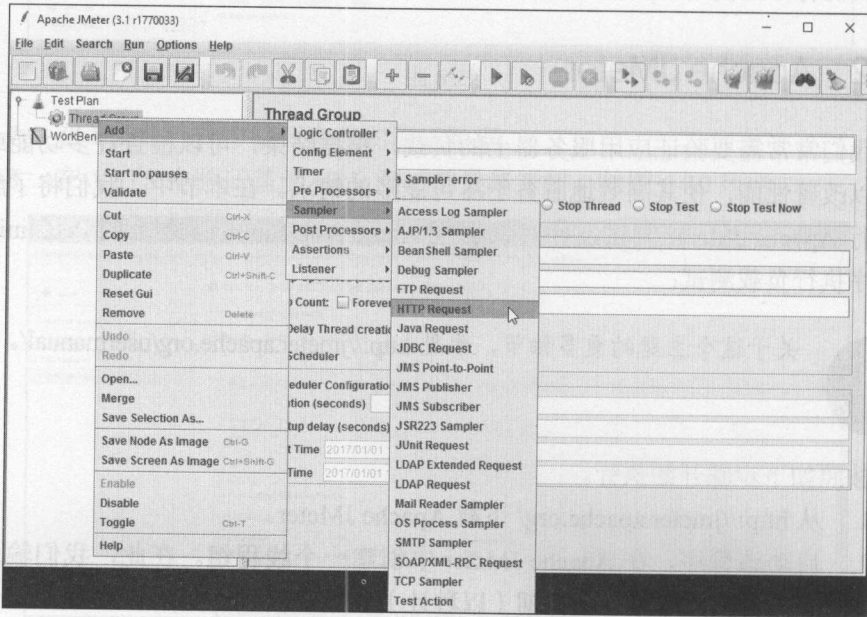 Apache JMeter (3.1 r1770033)
File Edit Search Run Options Help
Test Plan
Thread Group
WorkBen
Thread Group
Add
Start
Start no pauses
Validate
Cut Ctrl-X
Copy Ctrl-C
Paste Ctrl-V
Duplicate Ctrl+Shift-C
Reset Gui
Remove Delete
Undo
Redo
Open...
Merge
Save Selection As...
Save Node As Image Ctrl-G
Save Screen As Image Ctrl+Shift-G
Enable
Disable
Toggle Ctrl-T
Help
Logic Controller
Config Element
Timer
Pre Processors
Sampler
Post Processors
Assertions
Listener
a Sampler error
Stop Thread Stop Test Stop Test Now
Access Log Sampler
AJP/1.3 Sampler
BeanShell Sampler
Debug Sampler
FTP Request
HTTP Request
Java Request
JDBC Request
JMS Point-to-Point
JMS Publisher
JMS Subscriber
JSR223 Sampler
JUnit Request
LDAP Extended Request
LDAP Request
Mail Reader Sampler
OS Process Sampler
SMTP Sampler
SOAP/XML-RPC Request
TCP Sampler
Test Action
p Count: Forever
Delay Thread creatio
Scheduler
eduler Configuratio
tion (seconds)
tup delay (seconds)
t Time 2017/01/01
Time 2017/01/01